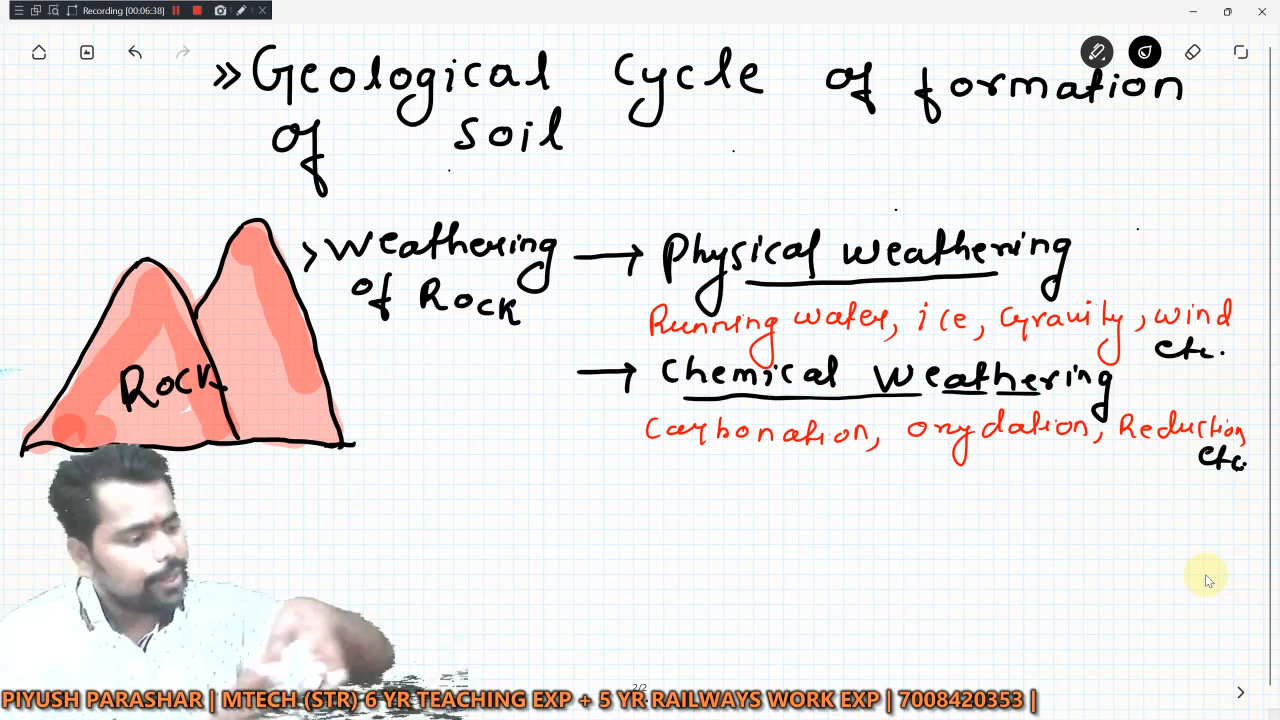 Recording [00:06:38]
» Geological cycle of formation
of soil
> Weathering → Physical weathering
of Rock
Running water, ice, Gravity, wind
etc.
→ Chemical weathering
Rock
Carbonation, oxydation, Reduction,
etc.
2/2
PIYUSH PARASHAR | MTECH (STR) 6 YR TEACHING EXP + 5 YR RAILWAYS WORK EXP | 7008420353 |